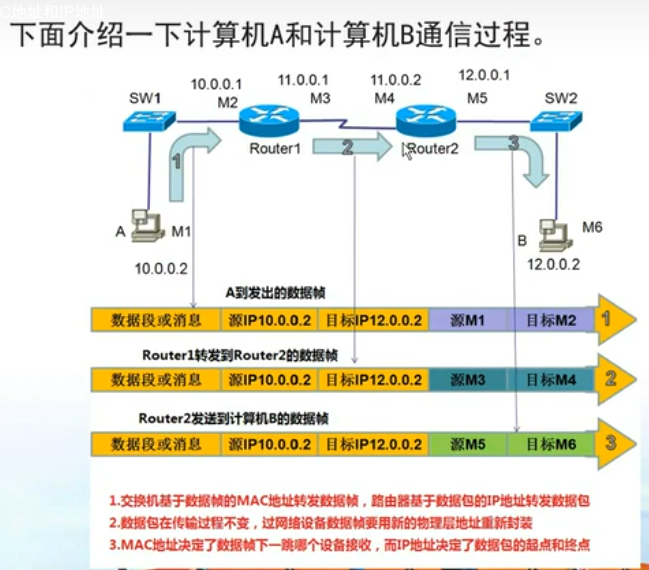 C地址和IP地址
下面介绍一下计算机A和计算机B通信过程。
10.0.0.1 11.0.0.1 11.0.0.2 12.0.0.1
SW1 M2 M3 M4 M5 SW2
Router1 2 Router2 3
1
A M1 B M6
10.0.0.2 12.0.0.2
A到发出的数据帧
数据段或消息 源IP10.0.0.2 目标IP12.0.0.2 源M1 目标M2 1
Router1转发到Router2的数据帧
数据段或消息 源IP10.0.0.2 目标IP12.0.0.2 源M3 目标M4 2
Router2发送到计算机B的数据帧
数据段或消息 源IP10.0.0.2 目标IP12.0.0.2 源M5 目标M6 3
1.交换机基于数据帧的MAC地址转发数据帧，路由器基于数据包的IP地址转发数据包
2.数据包在传输过程不变，过网络设备数据帧要用新的物理层地址重新封装
3.MAC地址决定了数据帧下一跳哪个设备接收，而IP地址决定了数据包的起点和终点